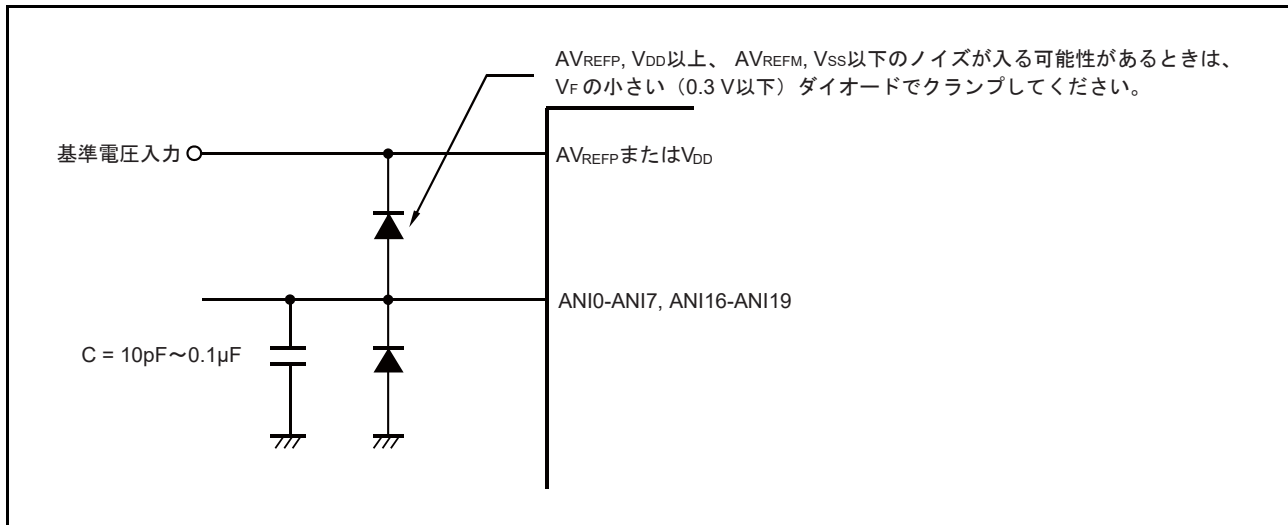 AVREFP, VDD以上、 AVREFM, VSS以下のノイズが入る可能性があるときは、
VF の小さい（0.3 V以下）ダイオードでクランプしてください。
基準電圧入力
AVREFPまたはVDD
ANI0-ANI7, ANI16-ANI19
C = 10pF～0.1μF